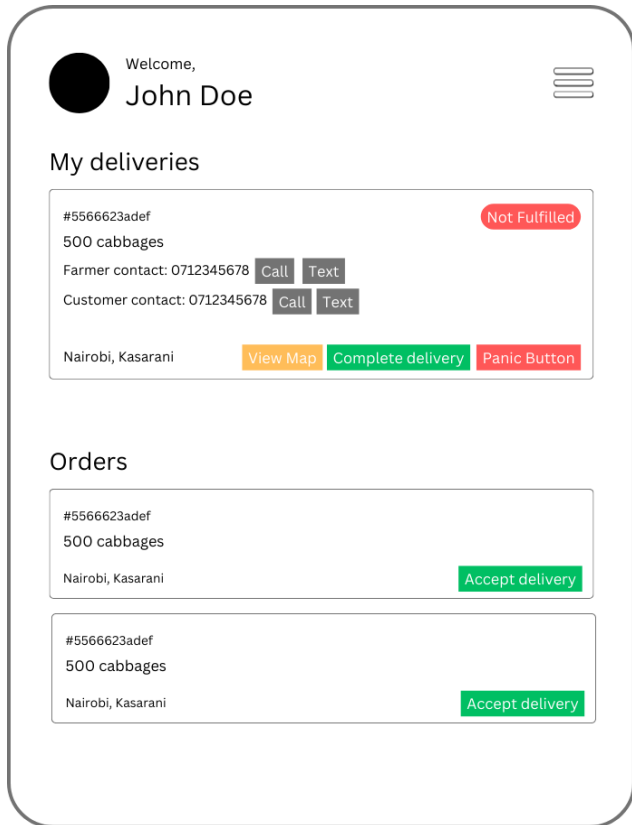 Welcome,
John Doe
My deliveries
#5566623adef
Not Fulfilled
500 cabbages
Farmer contact: 0712345678 Call Text
Customer contact: 0712345678 Call Text
Nairobi, Kasarani View Map Complete delivery Panic Button
Orders
#5566623adef
500 cabbages
Nairobi, Kasarani Accept delivery
#5566623adef
500 cabbages
Nairobi, Kasarani Accept delivery